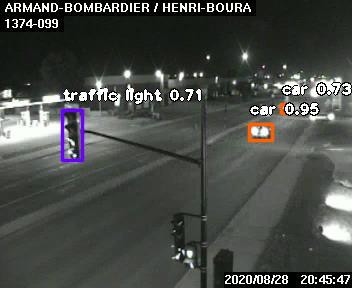 ARMAND-BOMBARDIER / HENRI-BOURA
1374-099
car 0.73
traffic light 0.71
car 0.95
2020/08/28 20:45:47